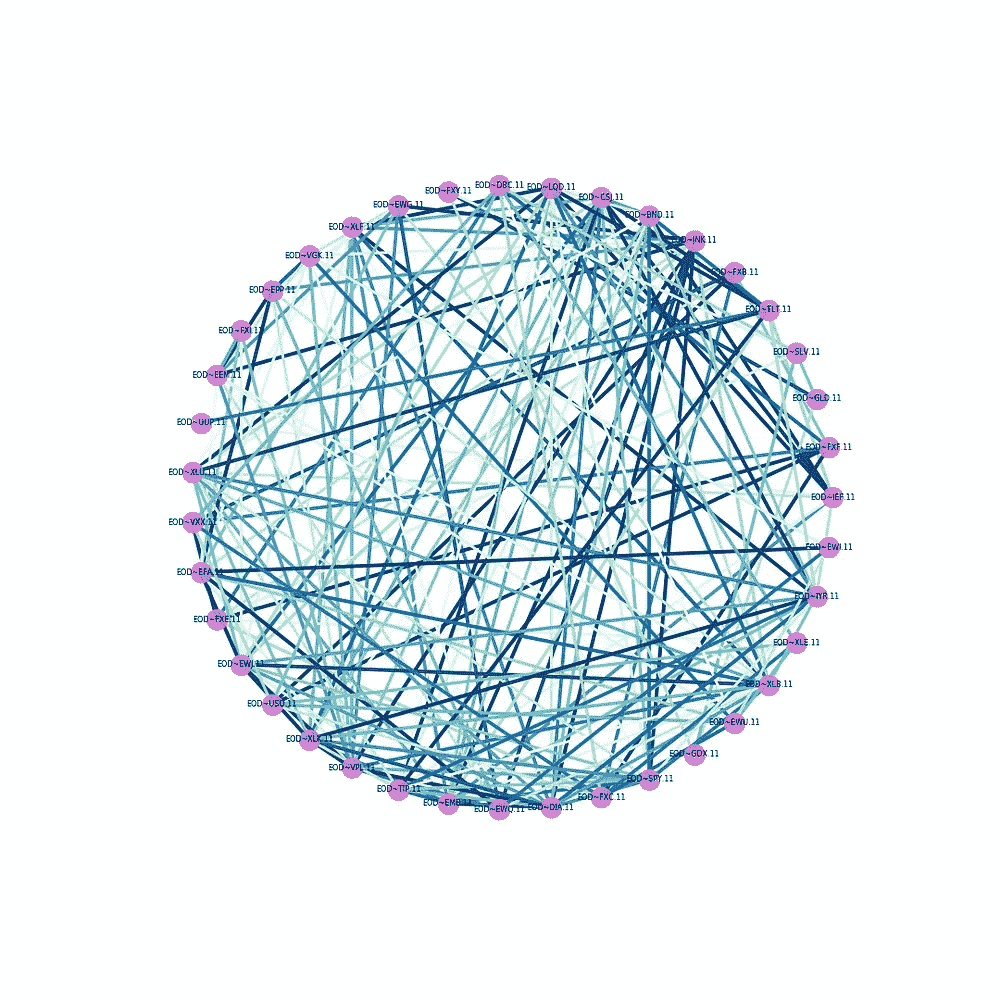 EOD~DBC.11
EOD~LQD.11
EOD~FXY.11
EOD~CSJ.11
EOD~EWG.11
EOD~BND.11
EOD~XLF.11
EOD~JNK.11
EOD~VGK.11
EOD~FXB.11
EOD~EPP.11
EOD~TLT.11
EOD~FXI.11
EOD~SLV.11
EOD~EEM.11
EOD~GLD.11
EOD~UUP.11
EOD~FXF.11
EOD~XLU.11
EOD~IEF.11
EOD~VXX.11
EOD~EWI.11
EOD~EFA.11
EOD~IYR.11
EOD~FXE.11
EOD~XLE.11
EOD~EWJ.11
EOD~XLB.11
EOD~USO.11
EOD~EWU.11
EOD~XLK.11
EOD~GDX.11
EOD~VPL.11
EOD~SPY.11
EOD~TIP.11
EOD~FXC.11
EOD~EMB.11
EOD~EWQ.11
EOD~DIA.11